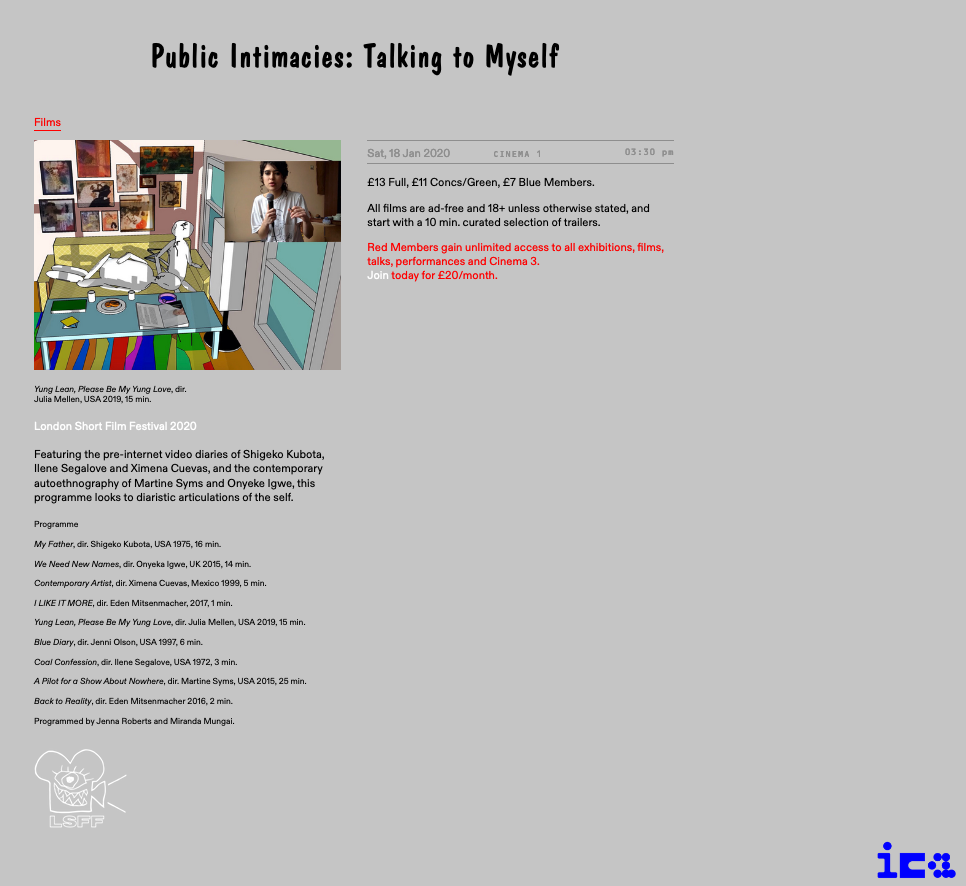 Public Intimacies: Talking to Myself
Films
Yung Lean, Please Be My Yung Love, dir.
Julia Mellen, USA 2019, 15 min.
London Short Film Festival 2020
Featuring the pre-internet video diaries of Shigeko Kubota,
Ilene Segalove and Ximena Cuevas, and the contemporary
autoethnography of Martine Syms and Onyeke Igwe, this
programme looks to diaristic articulations of the self.
Programme
My Father, dir. Shigeko Kubota, USA 1975, 16 min.
We Need New Names, dir. Onyeka Igwe, UK 2015, 14 min.
Contemporary Artist, dir. Ximena Cuevas, Mexico 1999, 5 min.
I LIKE IT MORE, dir. Eden Mitsenmacher, 2017, 1 min.
Yung Lean, Please Be My Yung Love, dir. Julia Mellen, USA 2019, 15 min.
Blue Diary, dir. Jenni Olson, USA 1997, 6 min.
Coal Confession, dir. Ilene Segalove, USA 1972, 3 min.
A Pilot for a Show About Nowhere, dir. Martine Syms, USA 2015, 25 min.
Back to Reality, dir. Eden Mitsenmacher 2016, 2 min.
Programmed by Jenna Roberts and Miranda Mungai.
LSFF
Sat, 18 Jan 2020 CINEMA 1 03:30 pm
£13 Full, £11 Concs/Green, £7 Blue Members.
All films are ad-free and 18+ unless otherwise stated, and
start with a 10 min. curated selection of trailers.
Red Members gain unlimited access to all exhibitions, films,
talks, performances and Cinema 3.
Join today for £20/month.
ica